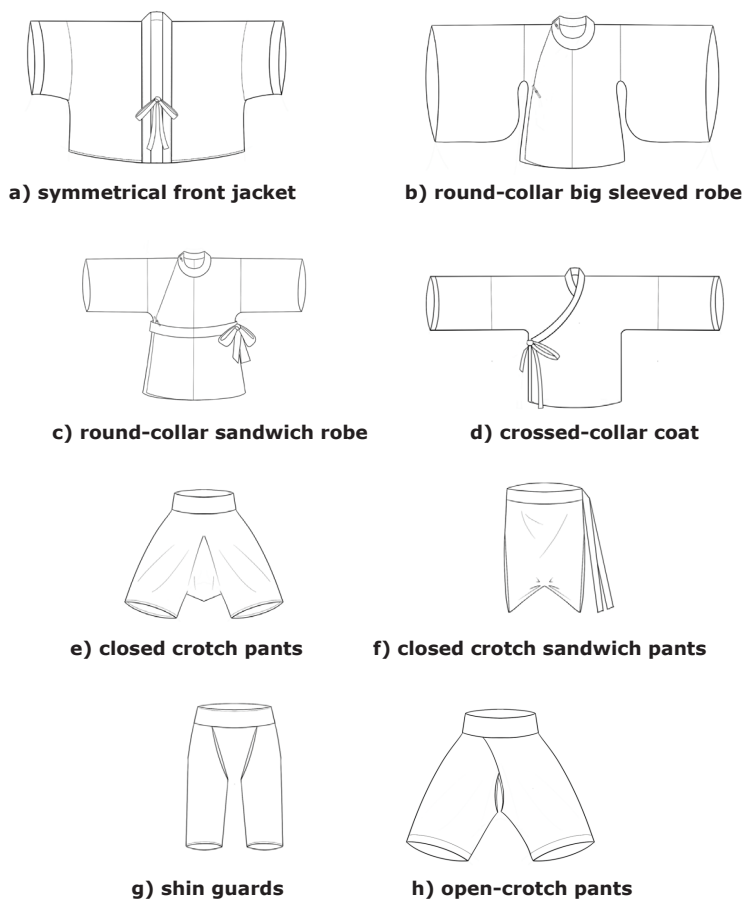 a) symmetrical front jacket
b) round-collar big sleeved robe
c) round-collar sandwich robe
d) crossed-collar coat
e) closed crotch pants
f) closed crotch sandwich pants
g) shin guards
h) open-crotch pants